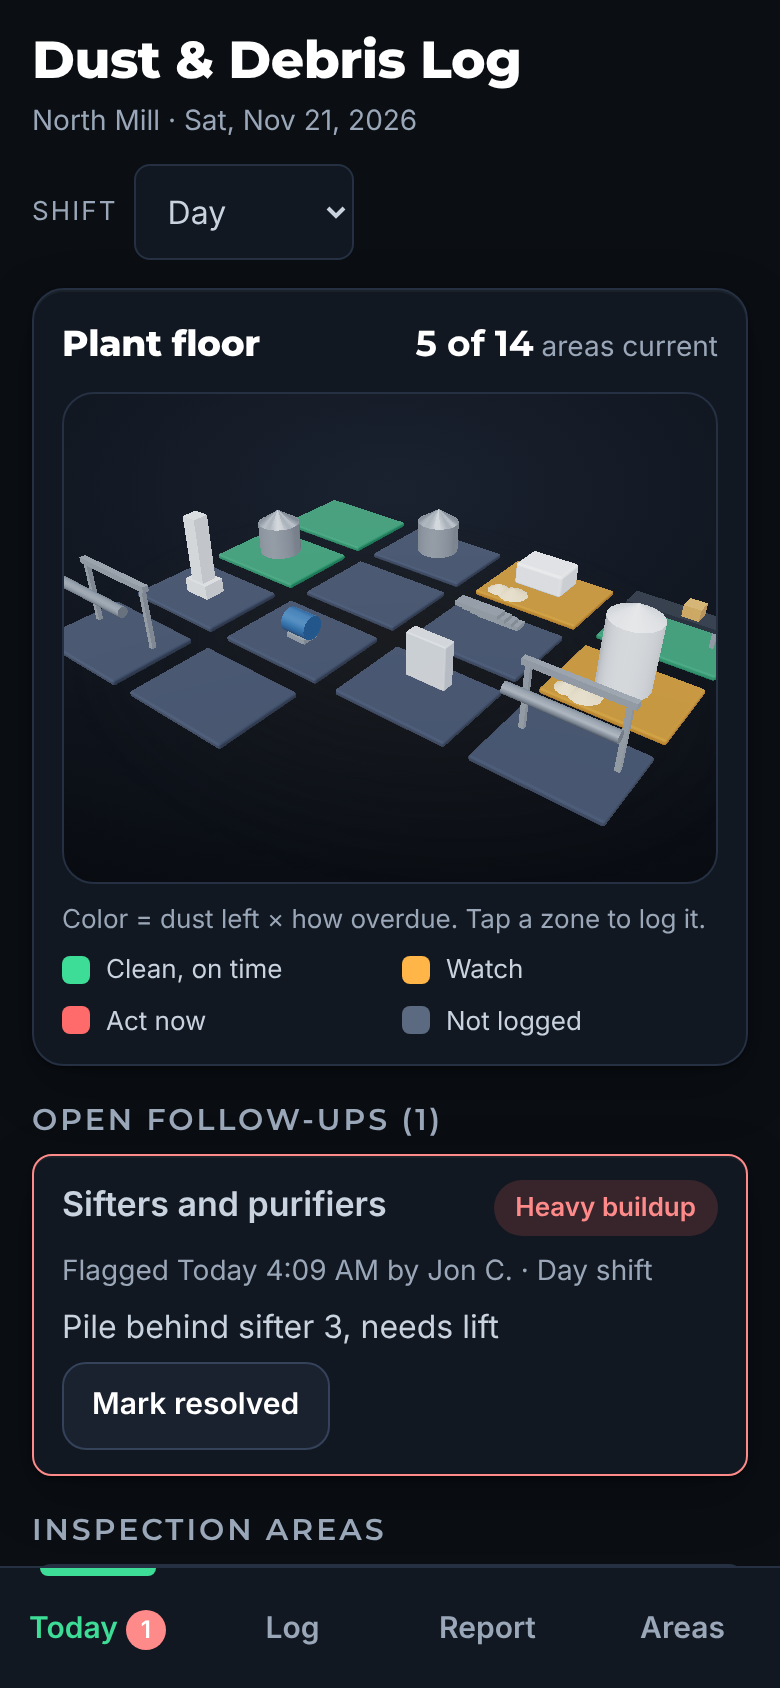 Dust & Debris Log
North Mill · Sat, Nov 21, 2026
SHIFT Day
Plant floor 5 of 14 areas current
Color = dust left × how overdue. Tap a zone to log it.
Clean, on time Watch
Act now Not logged
OPEN FOLLOW-UPS (1)
Sifters and purifiers Heavy buildup
Flagged Today 4:09 AM by Jon C. · Day shift
Pile behind sifter 3, needs lift
Mark resolved
INSPECTION AREAS
Today 1 Log Report Areas